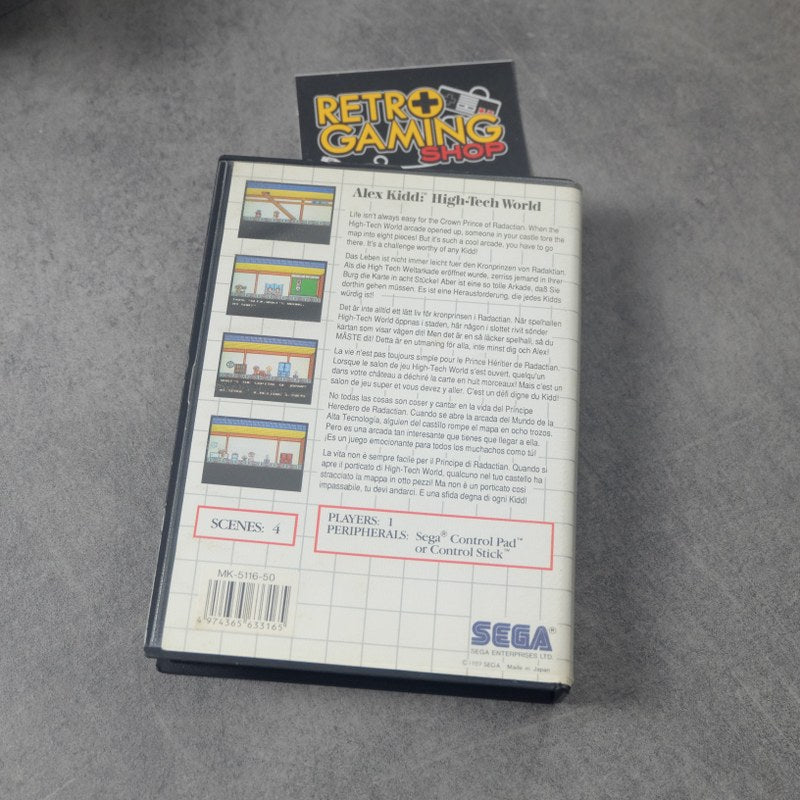 RETRO
GAMING
SHOP
Alex Kidd:™ High-Tech World
Life isn't always easy for the Crown Prince of Radactian. When the
High-Tech World arcade opened up, someone in your castle tore the
map into eight pieces! But it's such a cool arcade, you have to go
there. It's a challenge worthy of any Kidd!
Das Leben ist nicht immer leicht fuer den Kronprinzen von Radaktian.
Als die High Tech Weltarkade eröffnet wurde, zerriss jemand in Ihrer
Burg die Karte in acht Stücke! Aber ist eine so tolle Arkade, daß Sie
dorthin gehen müssen. Es ist eine Herausforderung, die jedes Kidds
würdig ist!
Det är inte alltid ett lätt liv för kronprinsen i Radactian. När spelhallen
High-Tech World öppnas i staden, har någon i slottet rivit sönder
kartan som visar vägen dit! Men det är en så läcker spelhall, så du
MÅSTE dit! Detta är en utmaning för alla, inte minst dig och Alex!
La vie n'est pas toujours simple pour le Prince Héritier de Radactian.
Lorsque le salon de jeu High-Tech World s'est ouvert, quelqu'un
dans votre château a déchiré la carte en huit morceaux! Mais c'est un
salon de jeu super et vous devez y aller. C'est un défi digne du Kidd!
No todas las cosas son coser y cantar en la vida del Príncipe
Heredero de Radactian. Cuando se abre la arcada del Mundo de la
Alta Tecnología, alguien del castillo rompe el mapa en ocho trozos.
Pero es una arcada tan interesante que tienes que llegar a ella.
¡Es un juego emocionante para todos los muchachos como tú!
La vita non è sempre facile per il Principe di Radactian. Quando si
apre il porticato di High-Tech World, qualcuno nel tuo castello ha
stracciato la mappa in otto pezzi! Ma non è un porticato così
impassabile, tu devi andarci. E una sfida degna di ogni Kidd!
SCENES: 4
PLAYERS: 1
PERIPHERALS: Sega® Control Pad™
or Control Stick™
MK-5116-50
4 974365 633165
SEGA®
SEGA ENTERPRISES LTD.
© 1987 SEGA Made in Japan